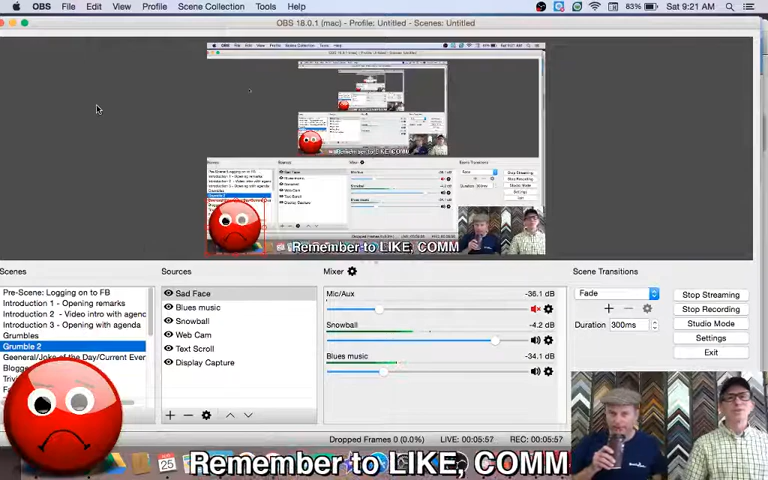 OBS File Edit View Profile Scene Collection Tools Help 83% Sat 9:21 AM
OBS 18.0.1 (mac) - Profile: Untitled - Scenes: Untitled
Remember to LIKE, COMM
Scenes Sources Mixer Scene Transitions
Pre-Scene: Logging to FB
Introduction 1 - Opening remarks
Introduction 2 - Video intro with agend
Introduction 3 - Opening with agenda
Grumbles
Grumble 2
Geeneral/Joke of the Day/Current Ever
Blogge
Triv
Sad Face
Blues music
Snowball
Web Cam
Text Scroll
Display Capture
Mic/Aux -36.1 dB
Snowball -4.2 dB
Blues music -34.1 dB
Fade
Duration 300ms
Stop Streaming
Stop Recording
Studio Mode
Settings
Exit
Dropped Frames 0 (0.0%) LIVE: 00:05:57 REC: 00:05:57
25
Remember to LIKE, COMM